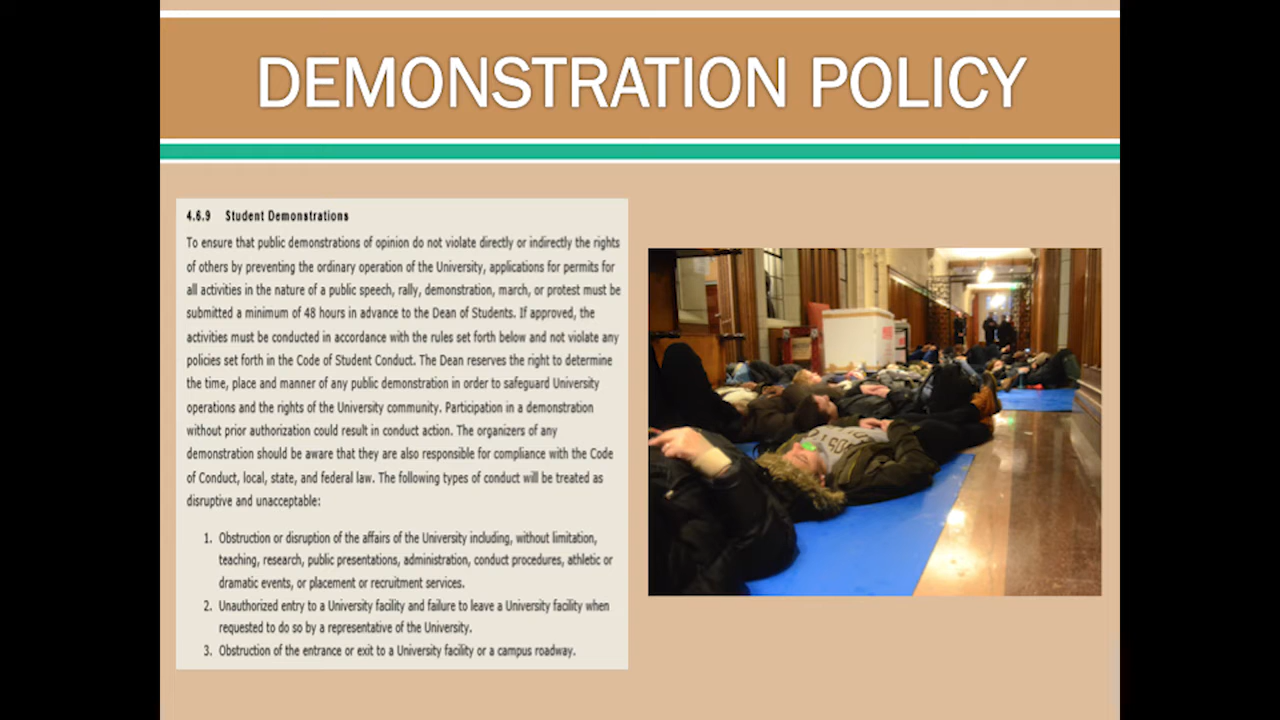 DEMONSTRATION POLICY
4.6.9 Student Demonstrations
To ensure that public demonstrations of opinion do not violate directly or indirectly the rights
of others by preventing the ordinary operation of the University, applications for permits for
all activities in the nature of a public speech, rally, demonstration, march, or protest must be
submitted a minimum of 48 hours in advance to the Dean of Students. If approved, the
activities must be conducted in accordance with the rules set forth below and not violate any
policies set forth in the Code of Student Conduct. The Dean reserves the right to determine
the time, place and manner of any public demonstration in order to safeguard University
operations and the rights of the University community. Participation in a demonstration
without prior authorization could result in conduct action. The organizers of any
demonstration should be aware that they are also responsible for compliance with the Code
of Conduct, local, state, and federal law. The following types of conduct will be treated as
disruptive and unacceptable:
1. Obstruction or disruption of the affairs of the University including, without limitation,
teaching, research, public presentations, administration, conduct procedures, athletic or
dramatic events, or placement or recruitment services.
2. Unauthorized entry to a University facility and failure to leave a University facility when
requested to do so by a representative of the University.
3. Obstruction of the entrance or exit to a University facility or a campus roadway.